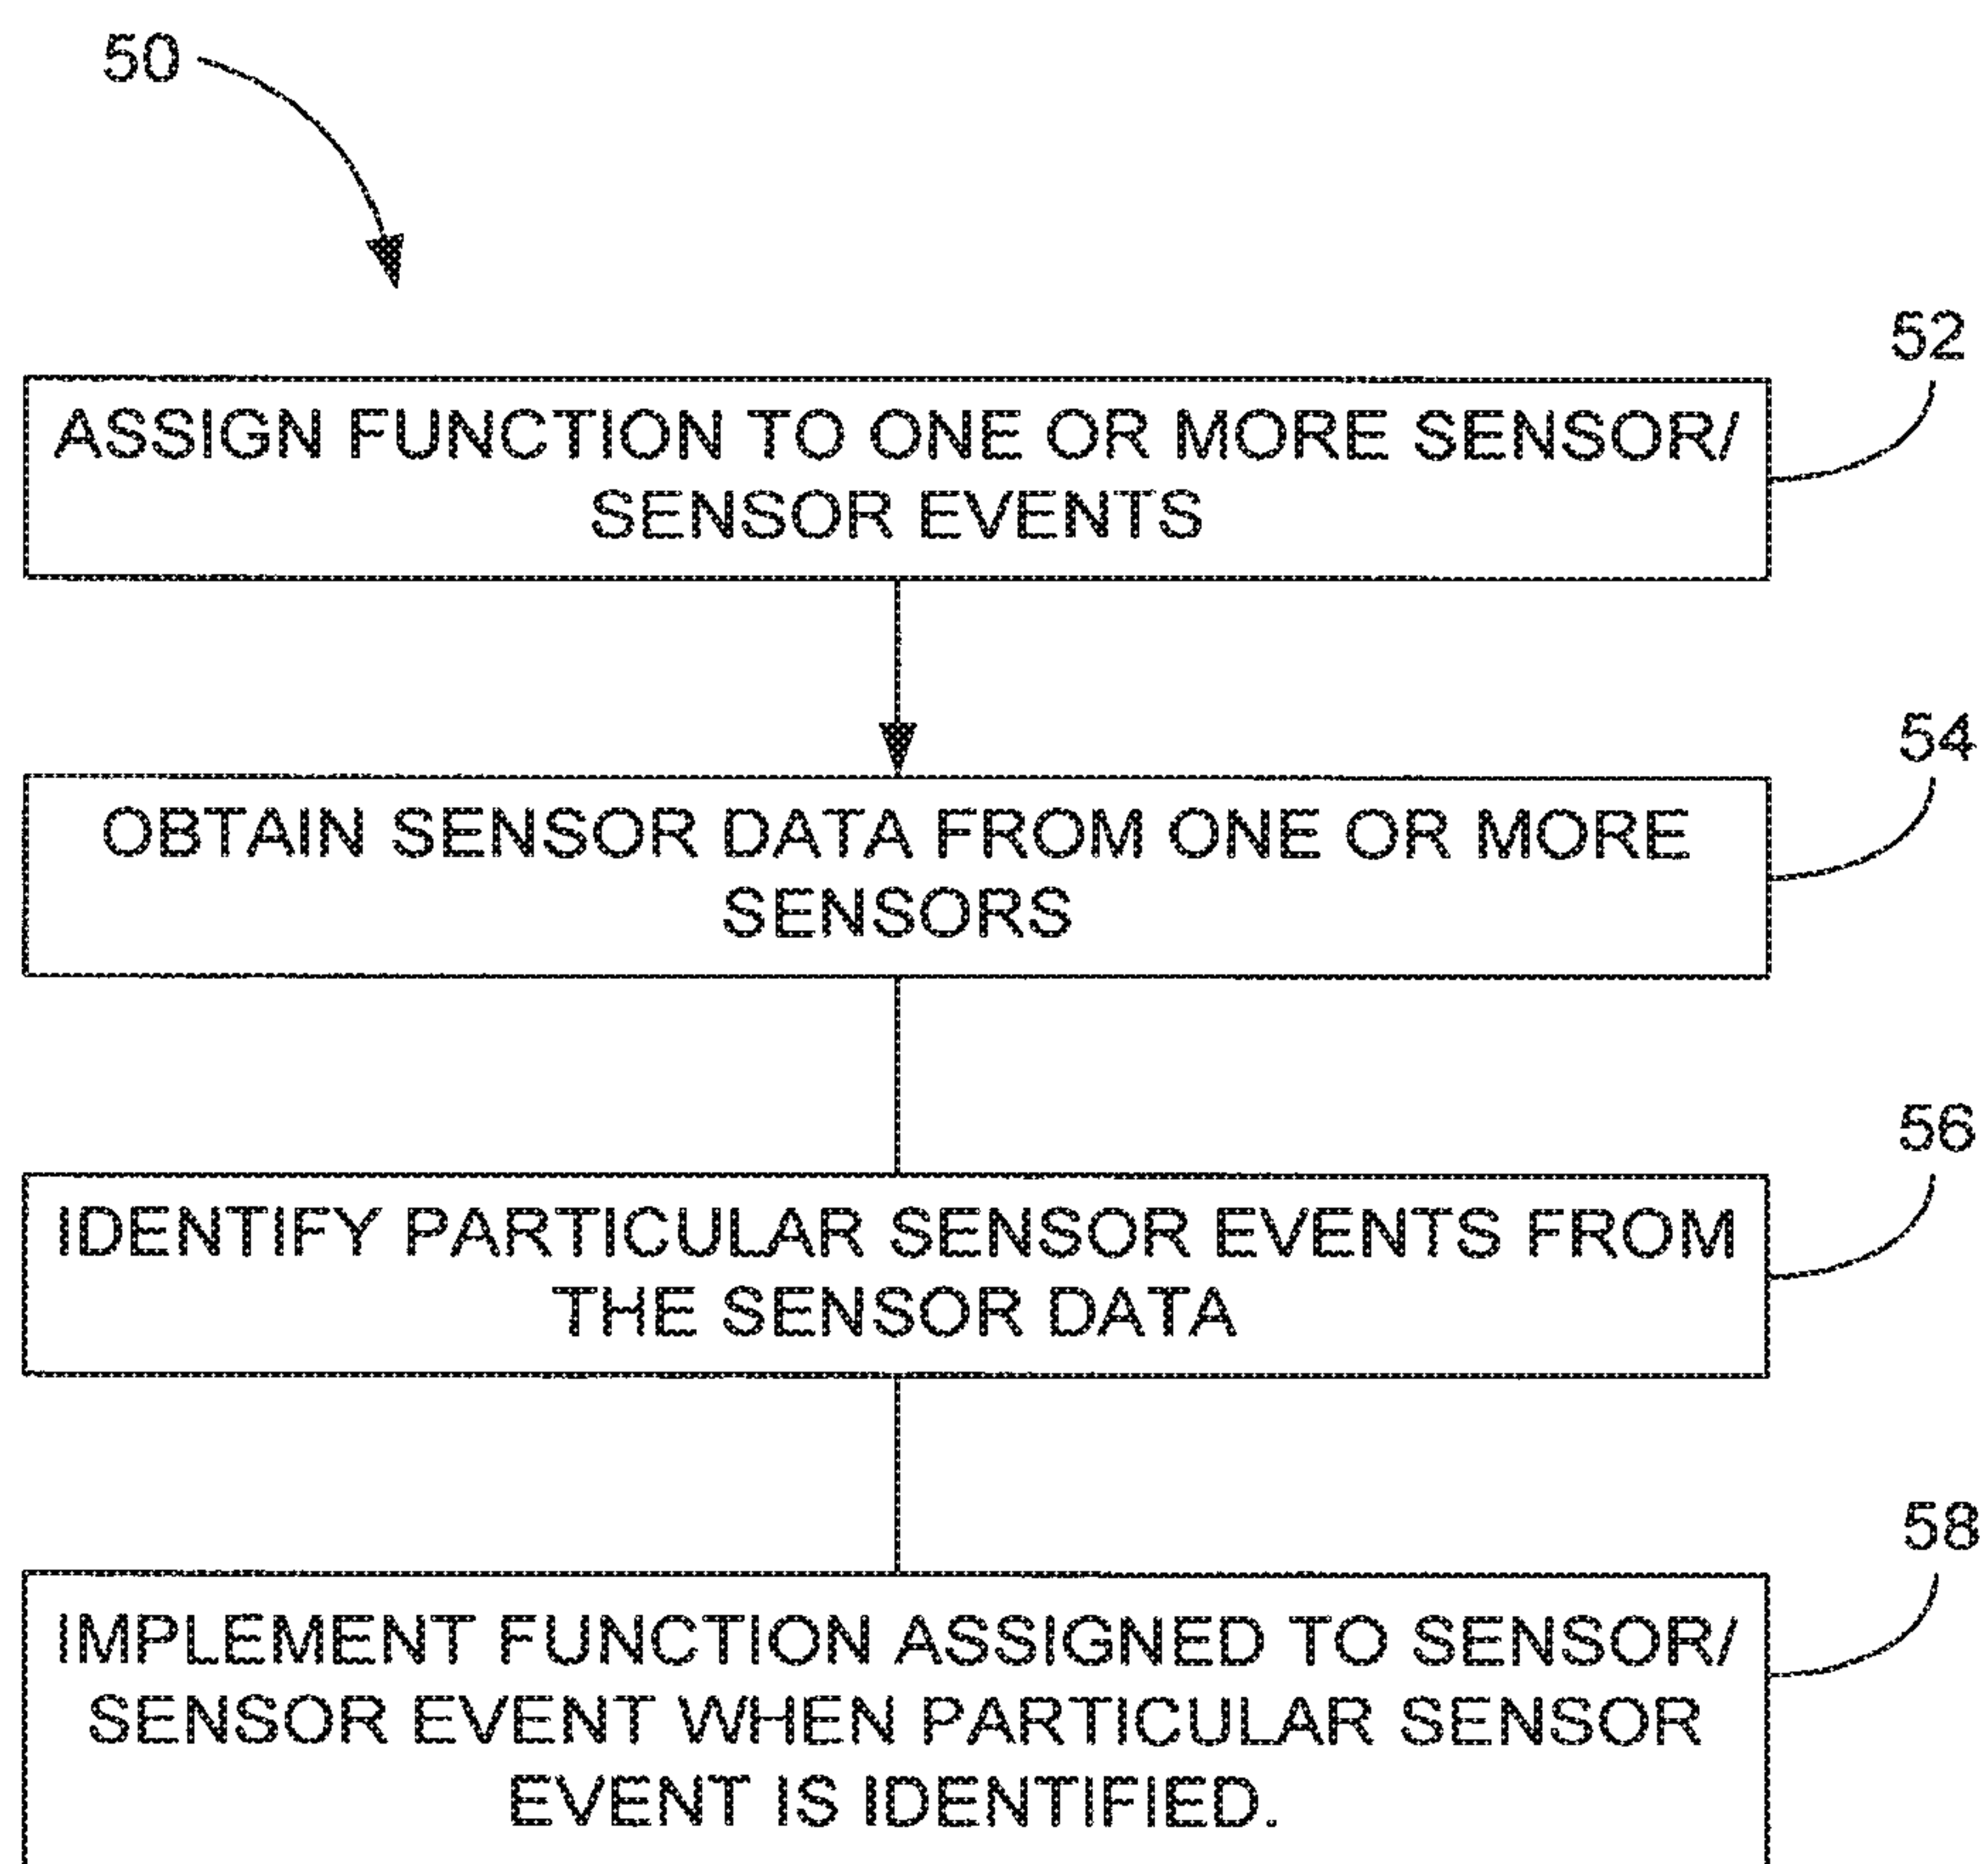 50
52
ASSIGN FUNCTION TO ONE OR MORE SENSOR/
SENSOR EVENTS
54
OBTAIN SENSOR DATA FROM ONE OR MORE
SENSORS
56
IDENTIFY PARTICULAR SENSOR EVENTS FROM
THE SENSOR DATA
58
IMPLEMENT FUNCTION ASSIGNED TO SENSOR/
SENSOR EVENT WHEN PARTICULAR SENSOR
EVENT IS IDENTIFIED.